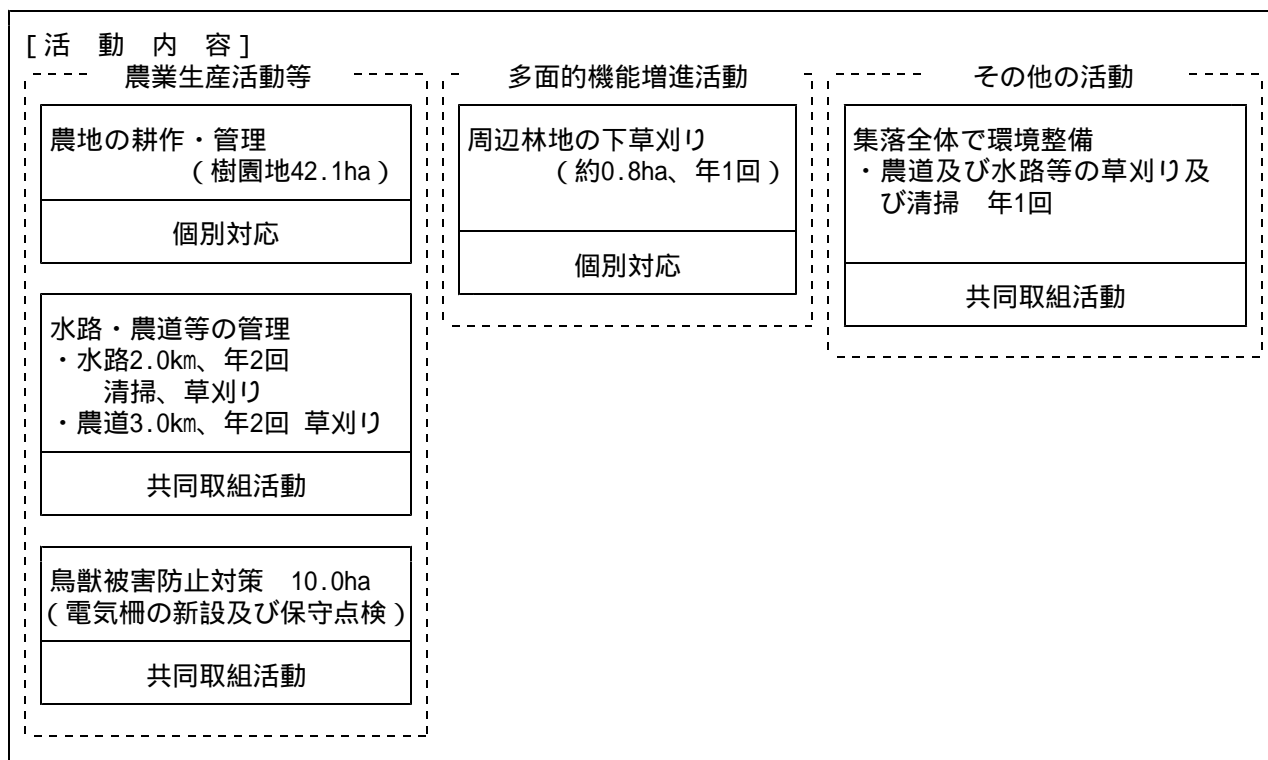 [活 動 内 容]
農業生産活動等
農地の耕作・管理
(樹園地42.1ha)
個別対応
水路・農道等の管理
・水路2.0㎞、年2回
清掃、草刈り
・農道3.0㎞、年2回 草刈り
共同取組活動
鳥獣被害防止対策 10.0ha
(電気柵の新設及び保守点検)
共同取組活動
多面的機能増進活動
周辺林地の下草刈り
(約0.8ha、年1回)
個別対応
その他の活動
集落全体で環境整備
・農道及び水路等の草刈り及
び清掃 年1回
共同取組活動